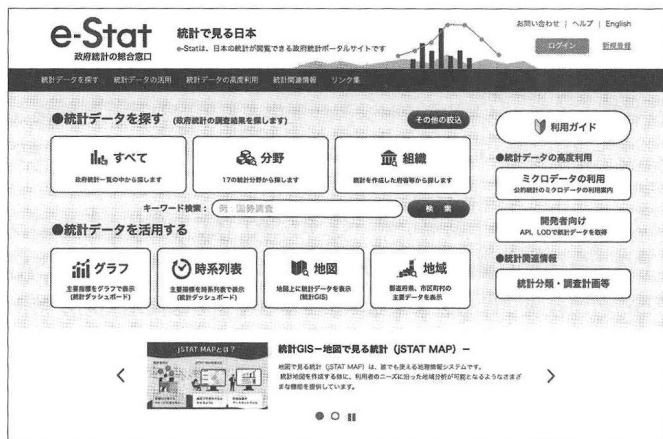 e-Stat
政府統計の総合窓口
統計で見る日本
e-Statは、日本の統計が閲覧できる政府統計ポータルサイトです
お問い合わせ | ヘルプ | English
ログイン
新規登録
統計データを探す 統計データの活用 統計データの高度利用 統計関連情報 リンク集
●統計データを探す (政府統計の調査結果を探します)
その他の絞込
すべて
政府統計一覧の中から探します
分野
17の統計分野から探します
組織
統計を作成した府省等から探します
キーワード検索:
例:国勢調査
検 索
●統計データを活用する
グラフ
主要指標をグラフで表示
(統計ダッシュボード)
時系列表
主要指標を時系列表で表示
(統計ダッシュボード)
地図
地図上に統計データを表示
(統計GIS)
地域
都道府県、市区町村の
主要データを表示
利用ガイド
●統計データの高度利用
ミクロデータの利用
公的統計のミクロデータの利用案内
開発者向け
API、LODで統計データを取得
●統計関連情報
統計分類・調査計画等
jSTAT MAPとは?
統計GIS－地図で見る統計（jSTAT MAP）－
地図で見る統計（jSTAT MAP）は、誰でも使える地理情報システムです。
統計地図を作成する他に、利用者のニーズに沿った地域分析が可能となるようなさまざ
まな機能を提供しています。